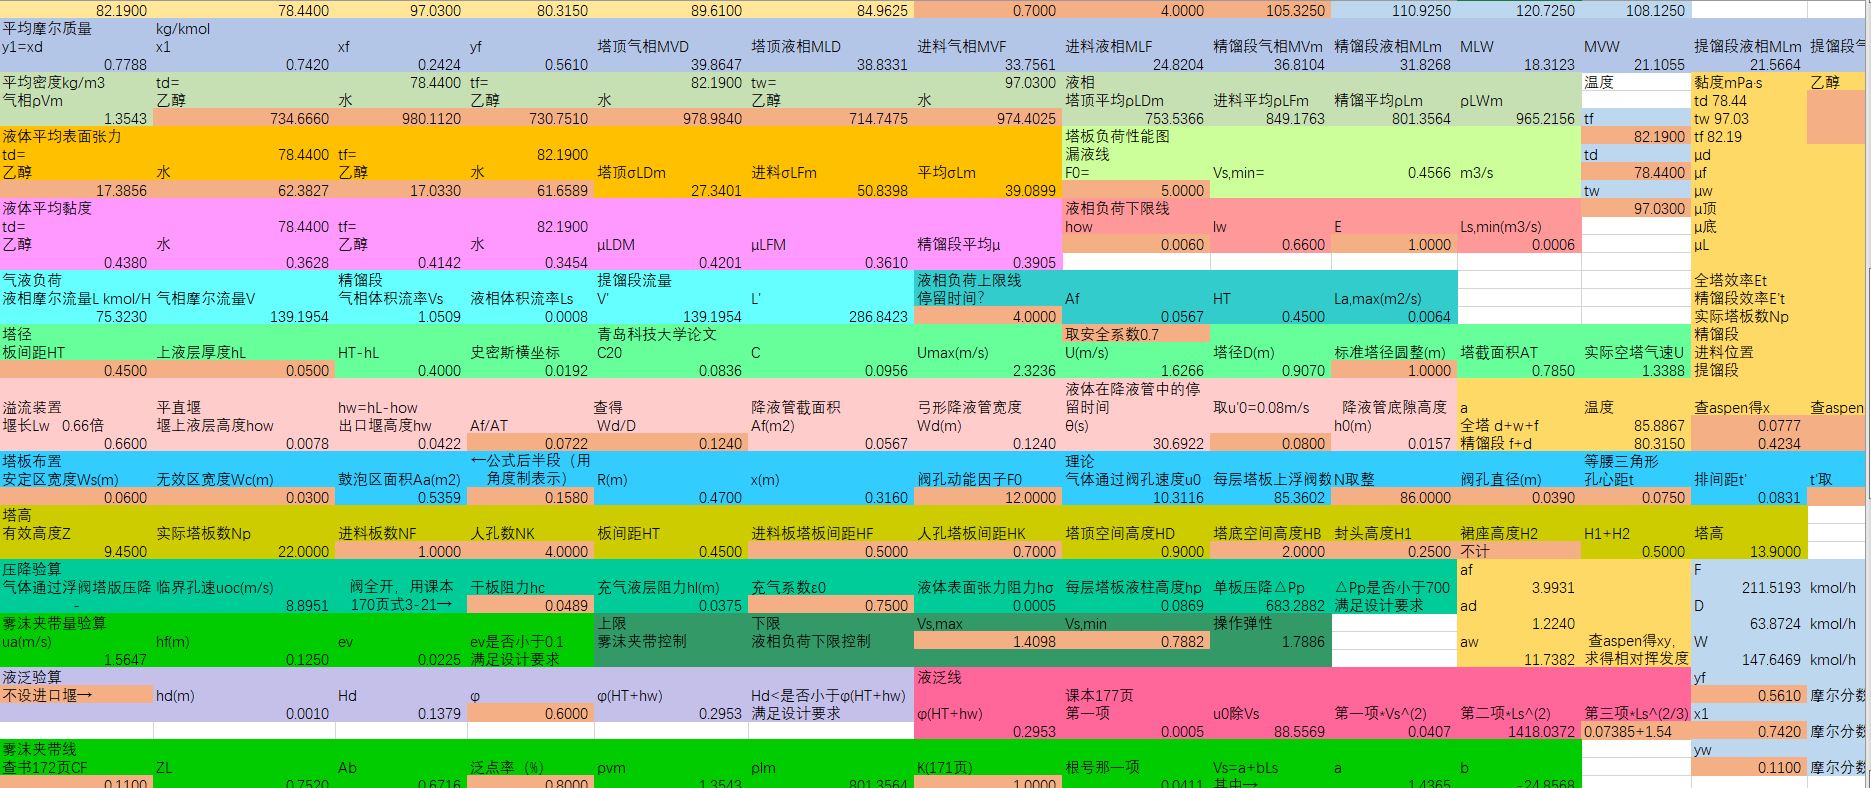 82.1900 78.4400 97.0300 80.3150 89.6100 84.9625 0.7000 4.0000 105.3250 110.9250 120.7250 108.1250
平均摩尔质量 kg/kmol
y1=xd x1 xf yf 塔顶气相MVD 塔顶液相MLD 进料气相MVF 进料液相MLF 精馏段气相MVm 精馏段液相MLm MLW MVW 提馏段液相MLm 提馏段气
0.7788 0.7420 0.2424 0.5610 39.8647 38.8331 33.7561 24.8204 36.8104 31.8268 18.3123 21.1055 21.5664
平均密度kg/m3 td= 78.4400 tf= 82.1900 tw= 97.0300 液相 温度 黏度mPa·s 乙醇
气相ρVm 乙醇 水 乙醇 水 乙醇 水 塔顶平均ρLDm 进料平均ρLFm 精馏平均ρLm ρLWm td 78.44
1.3543 734.6660 980.1120 730.7510 978.9840 714.7475 974.4025 753.5366 849.1763 801.3564 965.2156 tf tw 97.03
液体平均表面张力 塔板负荷性能图 82.1900 tf 82.19
td= 78.4400 tf= 82.1900 漏液线 td μd
乙醇 水 乙醇 水 塔顶σLDm 进料σLFm 平均σLm F0= Vs,min= 0.4566 m3/s 78.4400 μf
17.3856 62.3827 17.0330 61.6589 27.3401 50.8398 39.0899 5.0000 tw μw
液体平均黏度 液相负荷下限线 97.0300 μ顶
td= 78.4400 tf= 82.1900 how lw E Ls,min(m3/s) μ底
乙醇 水 乙醇 水 μLDM μLFM 精馏段平均μ 0.0060 0.6600 1.0000 0.0006 μL
0.4380 0.3628 0.4142 0.3454 0.4201 0.3610 0.3905
气液负荷 精馏段 提馏段流量 液相负荷上限线 全塔效率Et
液相摩尔流量L kmol/H 气相摩尔流量V 气相体积流率Vs 液相体积流率Ls V' L' 停留时间? Af HT La,max(m2/s) 精馏段效率E't
75.3230 139.1954 1.0509 0.0008 139.1954 286.8423 4.0000 0.0567 0.4500 0.0064 实际塔板数Np
塔径 青岛科技大学论文 取安全系数0.7 精馏段
板间距HT 上液层厚度hL HT-hL 史密斯横坐标 C20 C Umax(m/s) U(m/s) 塔径D(m) 标准塔径圆整(m) 塔截面积AT 实际空塔气速U 进料位置
0.4500 0.0500 0.4000 0.0192 0.0836 0.0956 2.3236 1.6266 0.9070 1.0000 0.7850 1.3388 提馏段
液体在降液管中的停
溢流装置 平直堰 hw=hL-how 查得 降液管截面积 弓形降液管宽度 留时间 取u'0=0.08m/s 降液管底隙高度 a 温度 查aspen得x 查aspen
堰长Lw 0.66倍 堰上液层高度how 出口堰高度hw Af/AT Wd/D Af(m2) Wd(m) θ(s) h0(m) 全塔 d+w+f 85.8867 0.0777
0.6600 0.0078 0.0422 0.0722 0.1240 0.0567 0.1240 30.6922 0.0800 0.0157 精馏段 f+d 80.3150 0.4234
塔板布置 ←公式后半段（用 理论 等腰三角形
安定区宽度Ws(m) 无效区宽度Wc(m) 鼓泡区面积Aa(m2) 角度制表示） R(m) x(m) 阀孔动能因子F0 气体通过阀孔速度u0 每层塔板上浮阀数 N取整 阀孔直径(m) 孔心距t 排间距t' t'取
0.0600 0.0300 0.5359 0.1580 0.4700 0.3160 12.0000 10.3116 85.3602 86.0000 0.0390 0.0750 0.0831
塔高
有效高度Z 实际塔板数Np 进料板数NF 人孔数NK 板间距HT 进料板塔板间距HF 人孔塔板间距HK 塔顶空间高度HD 塔底空间高度HB 封头高度H1 裙座高度H2 H1+H2 塔高
9.4500 22.0000 1.0000 4.0000 0.4500 0.5000 0.7000 0.9000 2.0000 0.2500 不计 0.5000 13.9000
压降验算 af F
气体通过浮阀塔版压降 临界孔速uoc(m/s) 阀全开，用课本 干板阻力hc 充气液层阻力hl(m) 充气系数ε0 液体表面张力阻力hσ 每层塔板液柱高度hp 单板压降△Pp △Pp是否小于700 3.9931 211.5193 kmol/h
- 8.8951 170页式3-21→ 0.0489 0.0375 0.7500 0.0005 0.0869 683.2882 满足设计要求 ad D
雾沫夹带量验算 上限 下限 Vs,max Vs,min 操作弹性 1.2240 63.8724 kmol/h
ua(m/s) hf(m) ev ev是否小于0.1 雾沫夹带控制 液相负荷下限控制 1.4098 0.7882 1.7886 aw 查aspen得xy, W
1.5647 0.1250 0.0225 满足设计要求 11.7382 求得相对挥发度 147.6469 kmol/h
液泛验算 液泛线 yf
不设进口堰→ hd(m) Hd φ φ(HT+hw) Hd<是否小于φ(HT+hw) 课本177页 0.5610 摩尔分数
0.0010 0.1379 0.6000 0.2953 满足设计要求 φ(HT+hw) 第一项 u0除Vs 第一项*Vs^(2) 第二项*Ls^(2) 第三项*Ls^(2/3) x1
0.2953 0.0005 88.5569 0.0407 1418.0372 0.07385+1.54 0.7420 摩尔分数
雾沫夹带线 yw
查书172页CF ZL Ab 泛点率（%） ρvm ρlm K(171页) 根号那一项 Vs=a+bLs a b 0.1100 摩尔分数
0.1100 0.7520 0.6716 0.8000 1.3543 801.3564 1.0000 0.0411 其中→ 1.4365 -24.8568